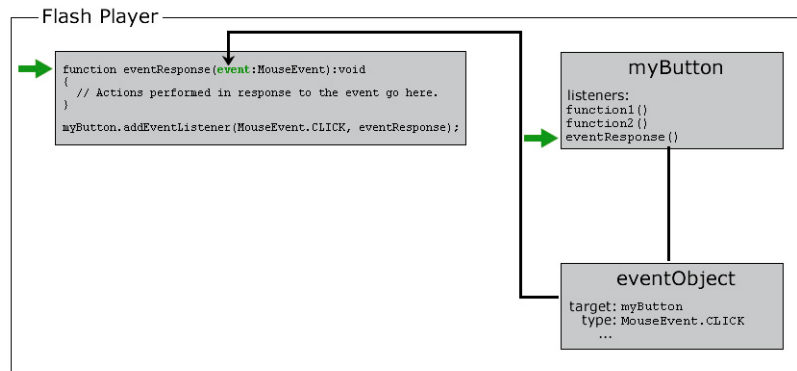 Flash Player
function eventResponse(event:MouseEvent):void
{
// Actions performed in response to the event go here.
}
myButton.addEventListener(MouseEvent.CLICK, eventResponse);
myButton
listeners:
function1()
function2()
eventResponse()
eventObject
target: myButton
type: MouseEvent.CLICK
...